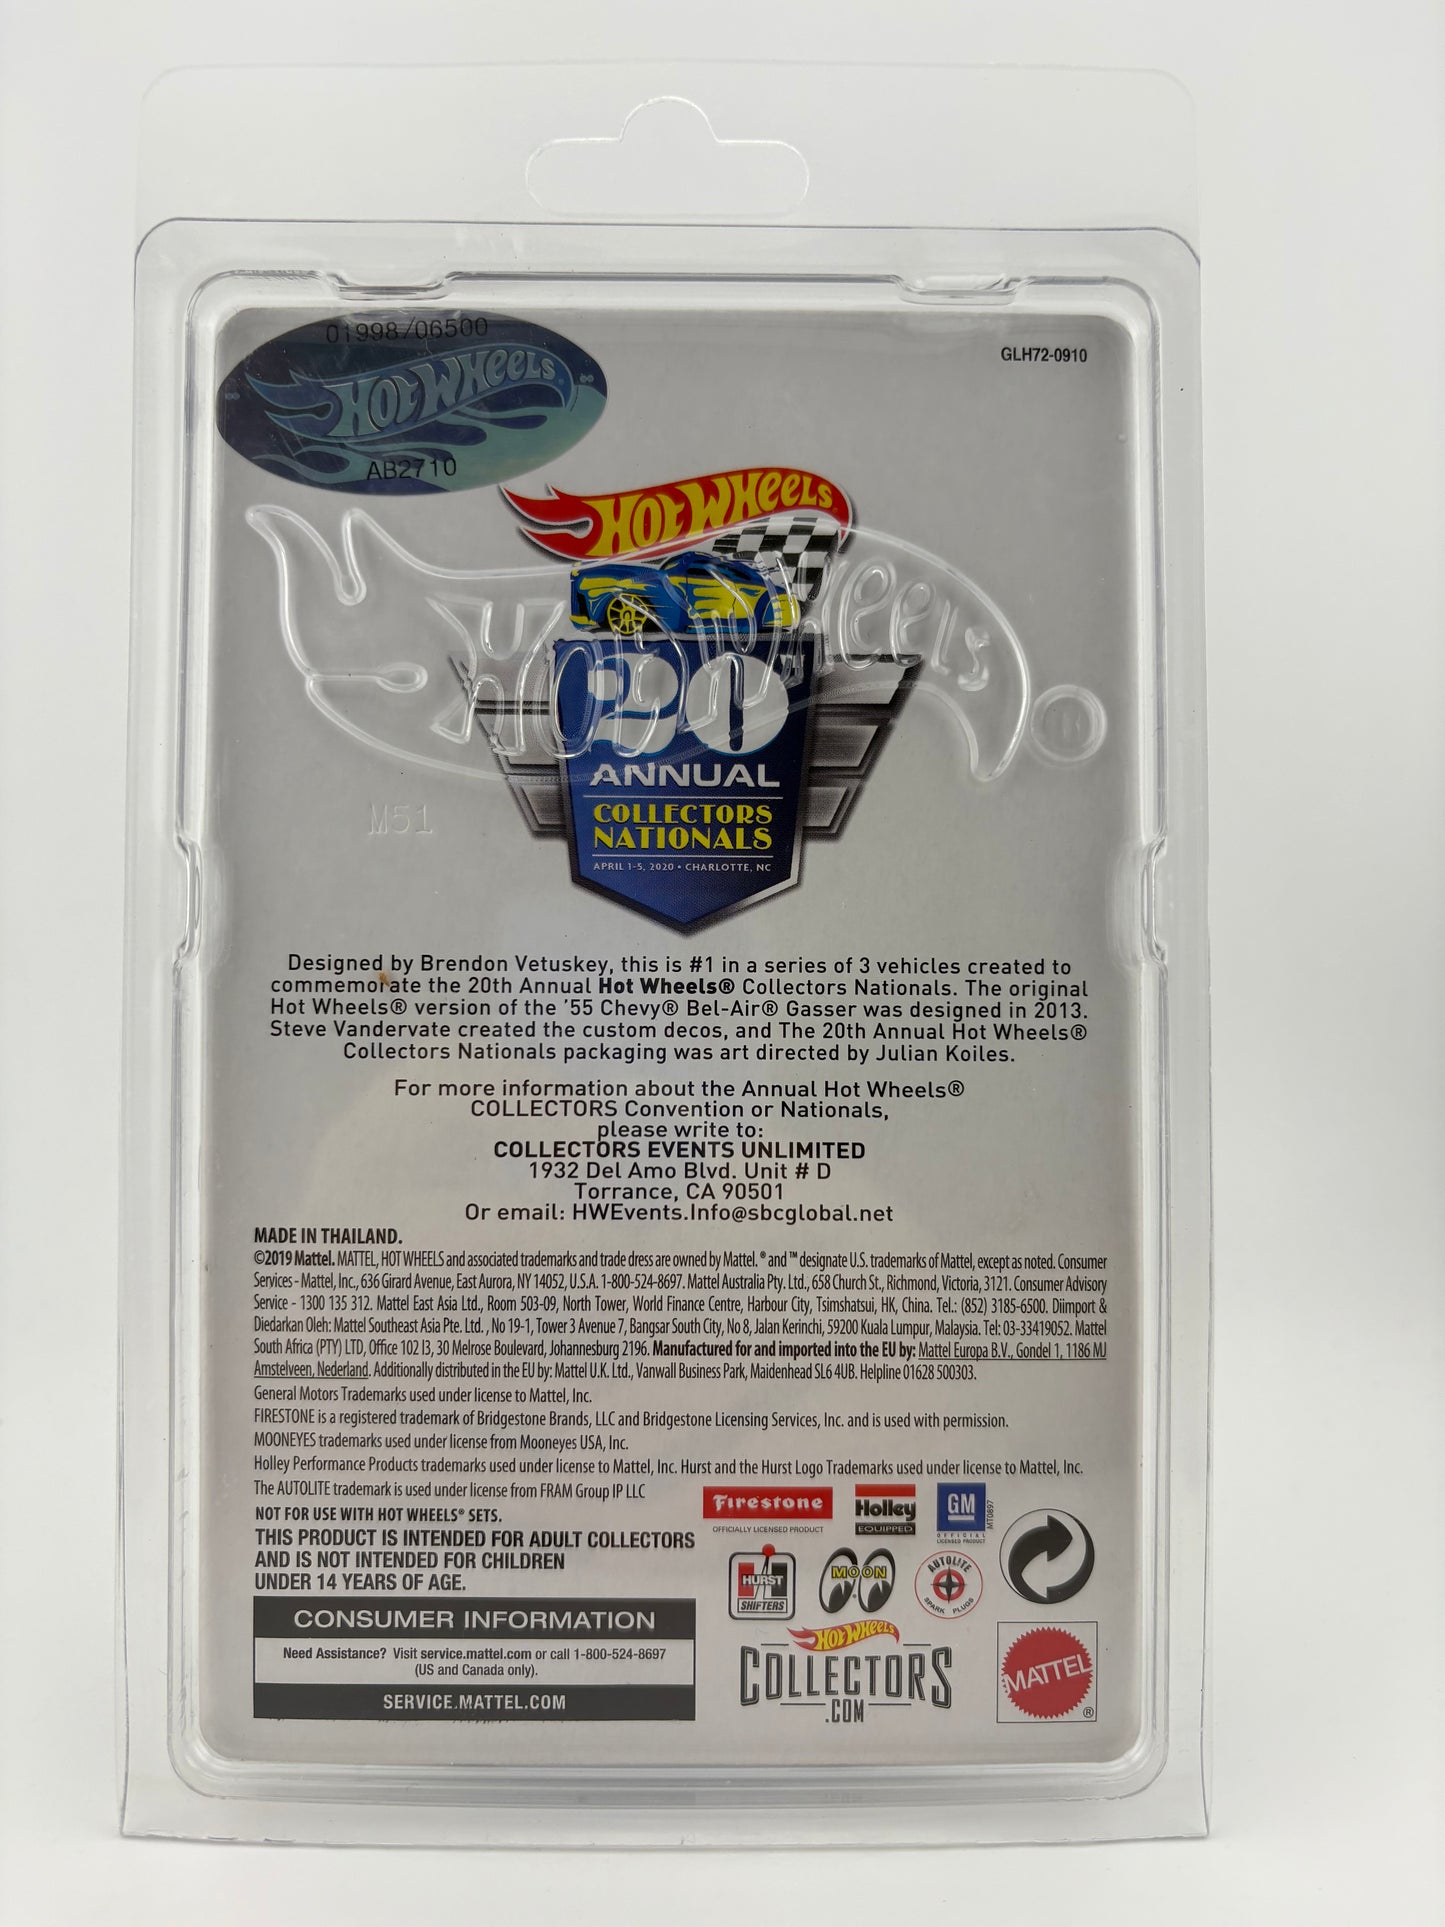 01998/06500
HOT WHEELS
AB2710
GLH72-0910
HOT WHEELS
HOT WHEELS
20TH
ANNUAL
COLLECTORS
NATIONALS
APRIL 1-5, 2020 • CHARLOTTE, NC
M51
Designed by Brendon Vetuskey, this is #1 in a series of 3 vehicles created to
commemorate the 20th Annual Hot Wheels® Collectors Nationals. The original
Hot Wheels® version of the '55 Chevy® Bel-Air® Gasser was designed in 2013.
Steve Vandervate created the custom decos, and The 20th Annual Hot Wheels®
Collectors Nationals packaging was art directed by Julian Koiles.
For more information about the Annual Hot Wheels®
COLLECTORS Convention or Nationals,
please write to:
COLLECTORS EVENTS UNLIMITED
1932 Del Amo Blvd. Unit # D
Torrance, CA 90501
Or email: HWEvents.Info@sbcglobal.net
MADE IN THAILAND.
©2019 Mattel. MATTEL, HOT WHEELS and associated trademarks and trade dress are owned by Mattel. ® and ™ designate U.S. trademarks of Mattel, except as noted. Consumer
Services - Mattel, Inc., 636 Girard Avenue, East Aurora, NY 14052, U.S.A. 1-800-524-8697. Mattel Australia Pty. Ltd., 658 Church St., Richmond, Victoria, 3121. Consumer Advisory
Service - 1300 135 312. Mattel East Asia Ltd., Room 503-09, North Tower, World Finance Centre, Harbour City, Tsimshatsui, HK, China. Tel.: (852) 3185-6500. Diimport &
Diedarkan Oleh: Mattel Southeast Asia Pte. Ltd. , No 19-1, Tower 3 Avenue 7, Bangsar South City, No 8, Jalan Kerinchi, 59200 Kuala Lumpur, Malaysia. Tel: 03-33419052. Mattel
South Africa (PTY) LTD, Office 102 I3, 30 Melrose Boulevard, Johannesburg 2196. Manufactured for and imported into the EU by: Mattel Europa B.V., Gondel 1, 1186 MJ
Amstelveen, Nederland. Additionally distributed in the EU by: Mattel U.K. Ltd., Vanwall Business Park, Maidenhead SL6 4UB. Helpline 01628 500303.
General Motors Trademarks used under license to Mattel, Inc.
FIRESTONE is a registered trademark of Bridgestone Brands, LLC and Bridgestone Licensing Services, Inc. and is used with permission.
MOONEYES trademarks used under license from Mooneyes USA, Inc.
Holley Performance Products trademarks used under license to Mattel, Inc. Hurst and the Hurst Logo Trademarks used under license to Mattel, Inc.
The AUTOLITE trademark is used under license from FRAM Group IP LLC
NOT FOR USE WITH HOT WHEELS® SETS.
THIS PRODUCT IS INTENDED FOR ADULT COLLECTORS
AND IS NOT INTENDED FOR CHILDREN
UNDER 14 YEARS OF AGE.
Firestone
OFFICIALLY LICENSED PRODUCT
Holley
EQUIPPED
GM
OFFICIAL
LICENSED PRODUCT
MT0897
HURST
SHIFTERS
MOON
AUTOLITE
SPARK PLUGS
CONSUMER INFORMATION
Need Assistance? Visit service.mattel.com or call 1-800-524-8697
(US and Canada only).
SERVICE.MATTEL.COM
HOT WHEELS
COLLECTORS
.COM
MATTEL
®